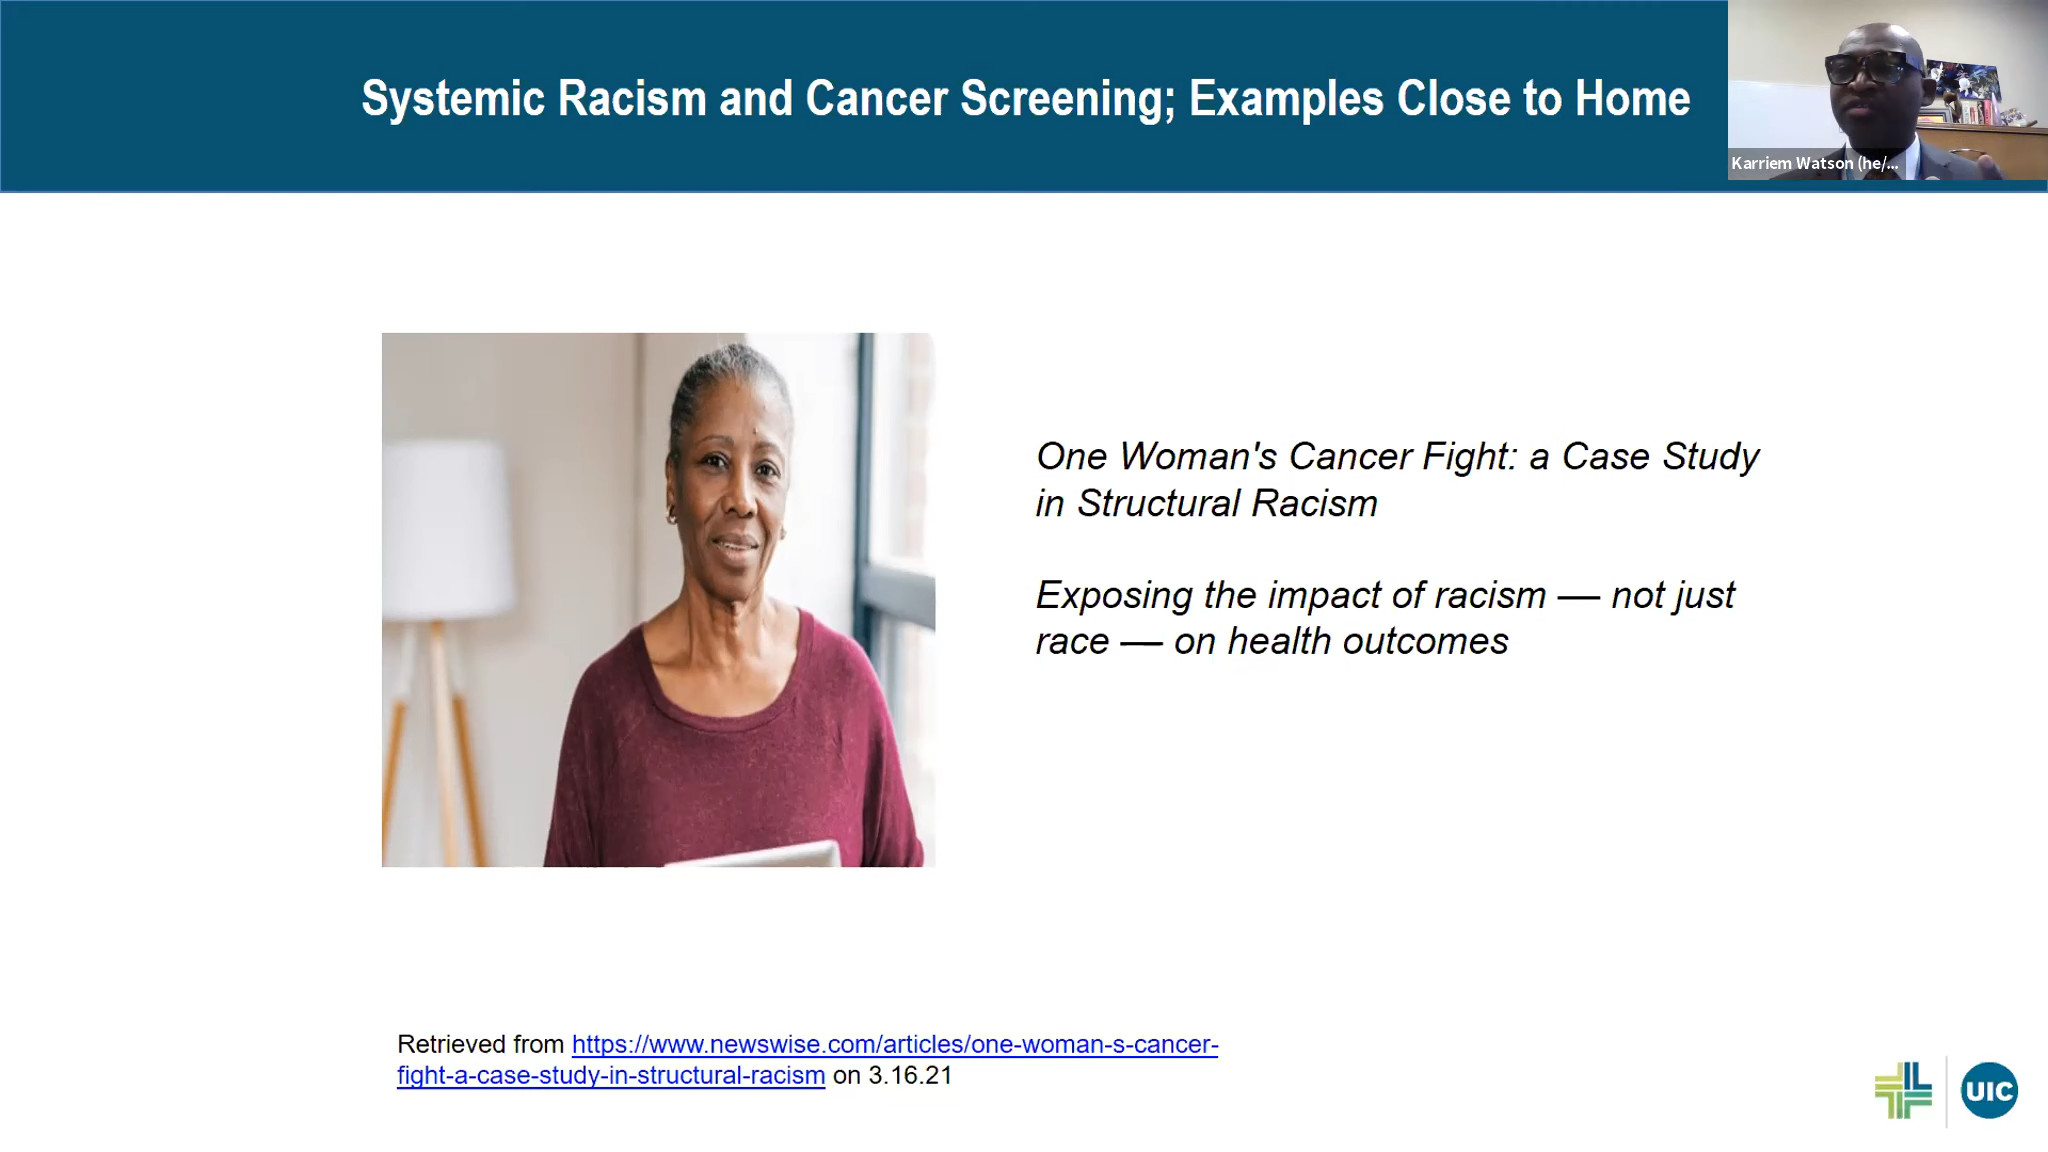 Systemic Racism and Cancer Screening; Examples Close to Home
Karriem Watson (he/...
One Woman's Cancer Fight: a Case Study
in Structural Racism
Exposing the impact of racism — not just
race — on health outcomes
Retrieved from https://www.newswise.com/articles/one-woman-s-cancer-
fight-a-case-study-in-structural-racism on 3.16.21
UIC